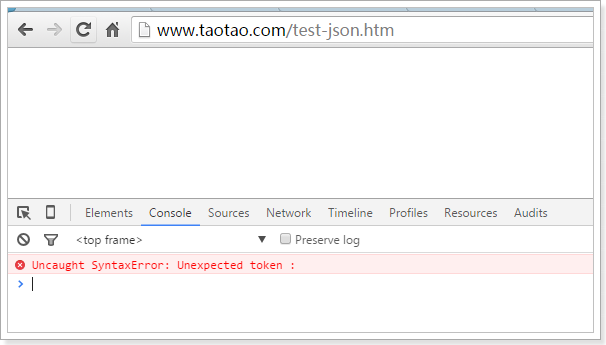 www.taotao.com/test-json.htm
Elements Console Sources Network Timeline Profiles Resources Audits
<top frame> ▼ Preserve log
Uncaught SyntaxError: Unexpected token :
>